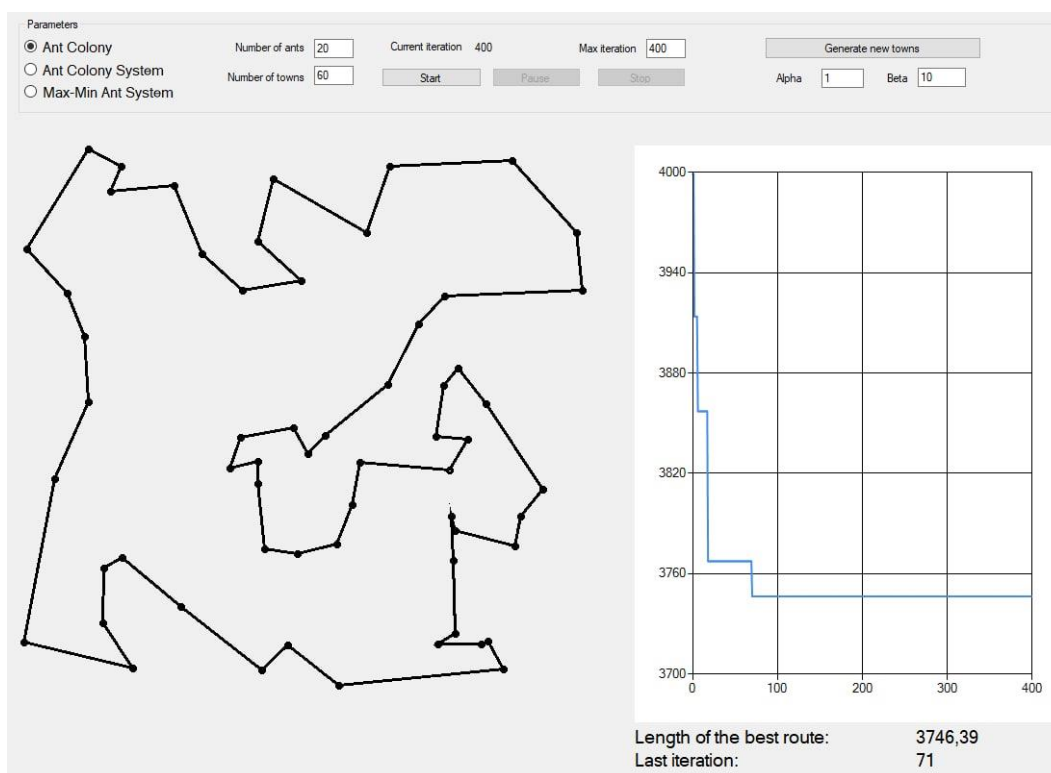 Parameters
Ant Colony
Number of ants 20
Current iteration 400
Max iteration 400
Generate new towns
Ant Colony System
Number of towns 60
Start
Pause
Stop
Alpha 1
Beta 10
Max-Min Ant System
4000
3940
3880
3820
3760
3700
0 100 200 300 400
Length of the best route: 3746,39
Last iteration: 71